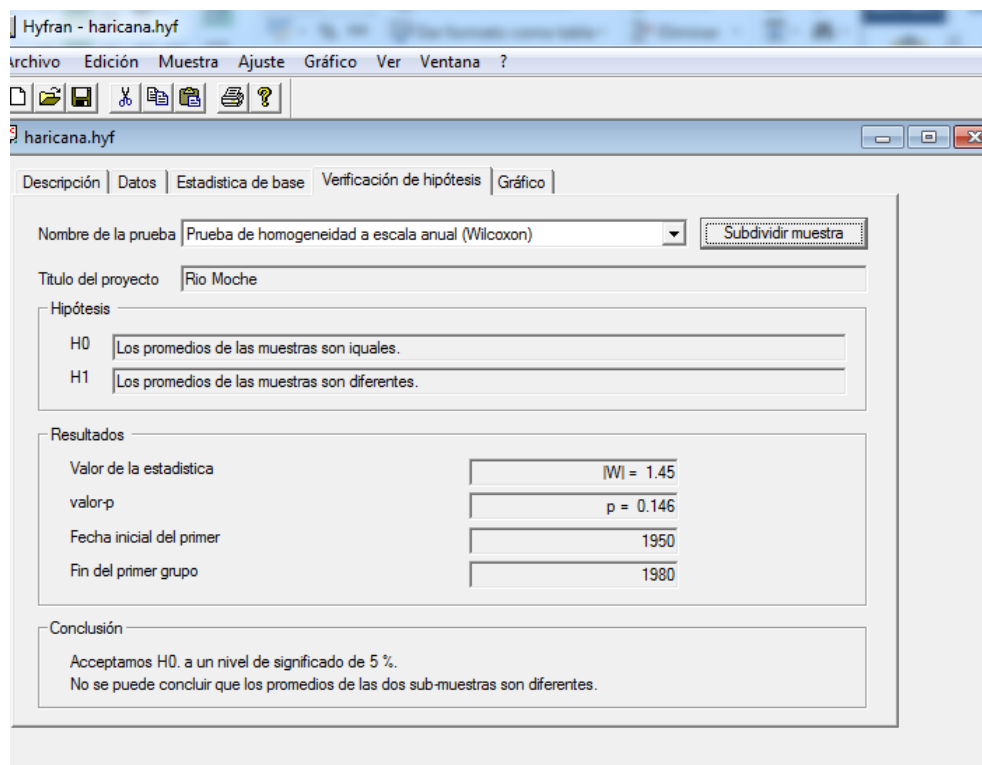 Hyfran - haricana.hyf
Archivo Edición Muestra Ajuste Gráfico Ver Ventana ?
haricana.hyf
Descripción Datos Estadistica de base Verificación de hipótesis Gráfico
Nombre de la prueba Prueba de homogeneidad a escala anual (Wilcoxon) Subdividir muestra
Titulo del proyecto Rio Moche
Hipótesis
H0 Los promedios de las muestras son iquales.
H1 Los promedios de las muestras son diferentes.
Resultados
Valor de la estadistica |W| = 1.45
valor-p p = 0.146
Fecha inicial del primer 1950
Fin del primer grupo 1980
Conclusión
Acceptamos H0. a un nivel de significado de 5 %.
No se puede concluir que los promedios de las dos sub-muestras son diferentes.